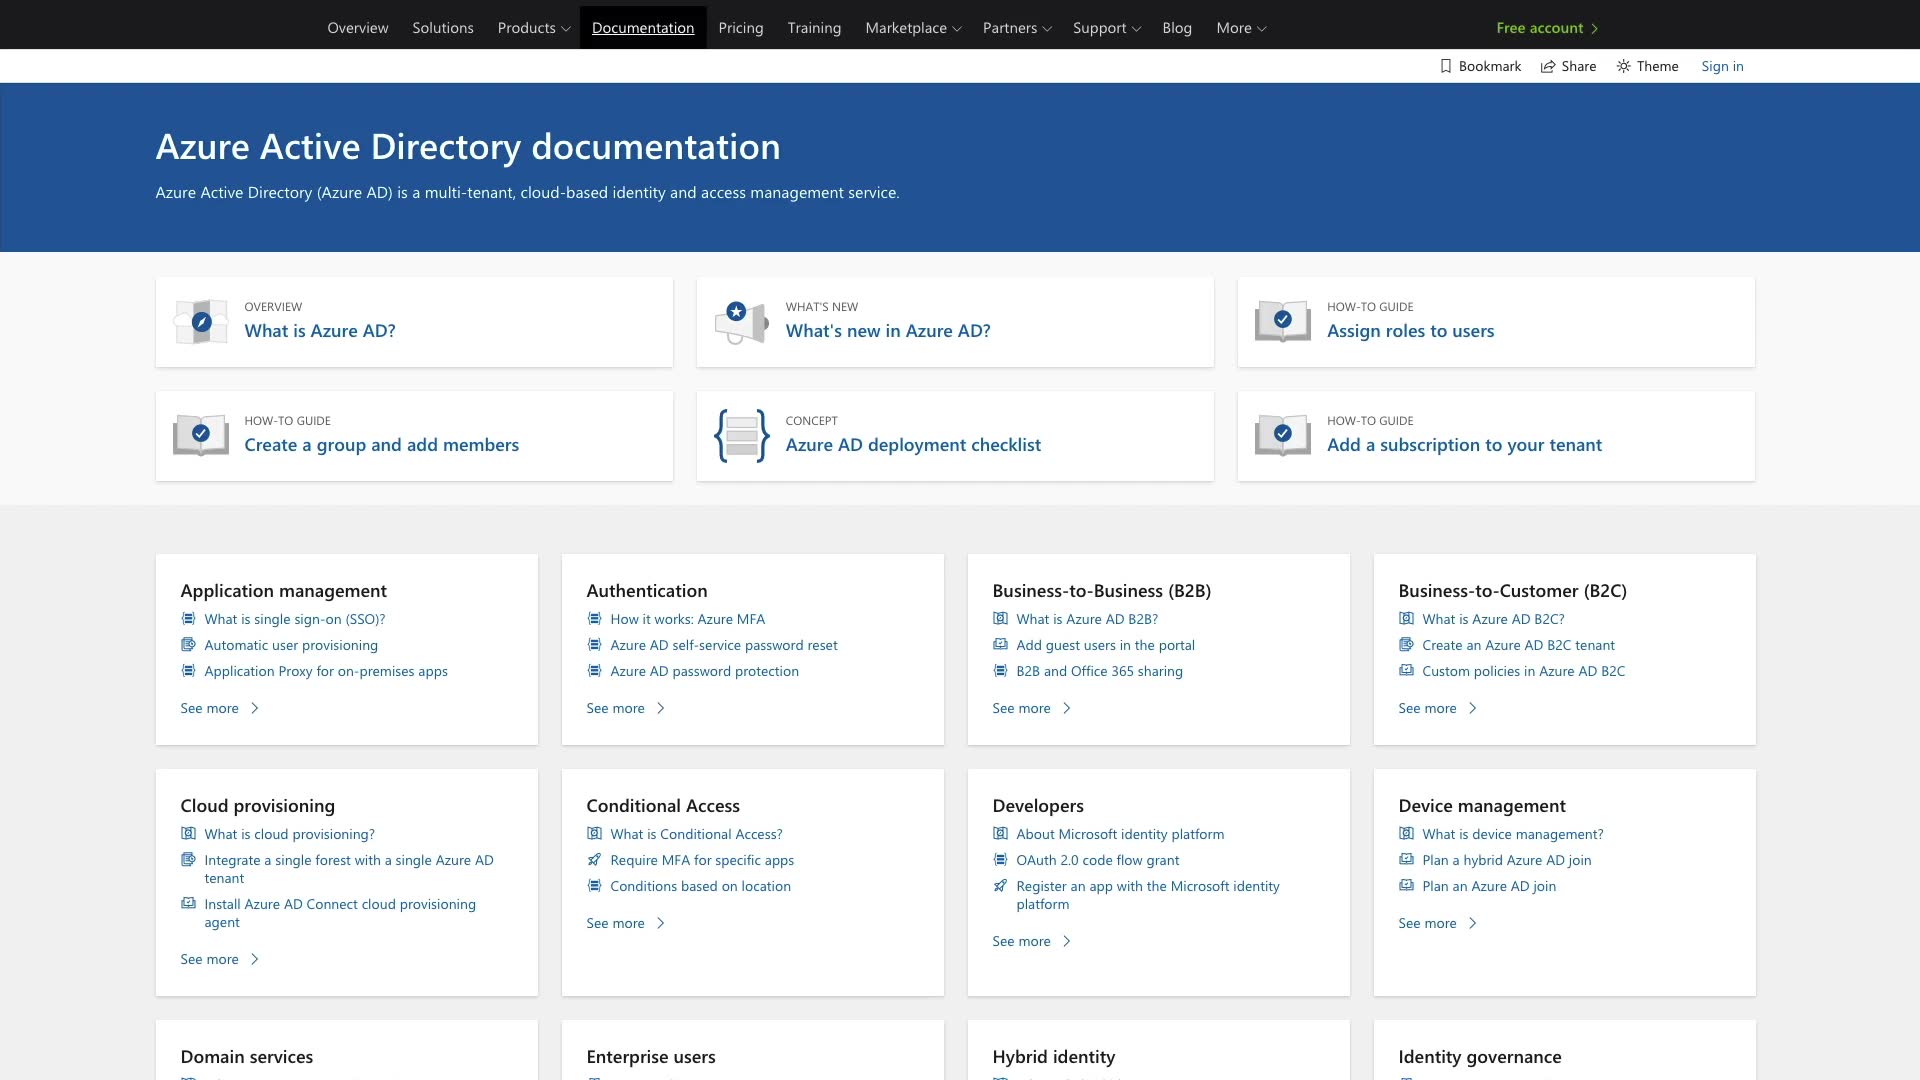 Overview Solutions Products Documentation Pricing Training Marketplace Partners Support Blog More Free account
Bookmark Share Theme Sign in
Azure Active Directory documentation
Azure Active Directory (Azure AD) is a multi-tenant, cloud-based identity and access management service.
OVERVIEW
What is Azure AD?
WHAT'S NEW
What's new in Azure AD?
HOW-TO GUIDE
Assign roles to users
HOW-TO GUIDE
Create a group and add members
CONCEPT
Azure AD deployment checklist
HOW-TO GUIDE
Add a subscription to your tenant
Application management
What is single sign-on (SSO)?
Automatic user provisioning
Application Proxy for on-premises apps
See more
Authentication
How it works: Azure MFA
Azure AD self-service password reset
Azure AD password protection
See more
Business-to-Business (B2B)
What is Azure AD B2B?
Add guest users in the portal
B2B and Office 365 sharing
See more
Business-to-Customer (B2C)
What is Azure AD B2C?
Create an Azure AD B2C tenant
Custom policies in Azure AD B2C
See more
Cloud provisioning
What is cloud provisioning?
Integrate a single forest with a single Azure AD
tenant
Install Azure AD Connect cloud provisioning
agent
See more
Conditional Access
What is Conditional Access?
Require MFA for specific apps
Conditions based on location
See more
Developers
About Microsoft identity platform
OAuth 2.0 code flow grant
Register an app with the Microsoft identity
platform
See more
Device management
What is device management?
Plan a hybrid Azure AD join
Plan an Azure AD join
See more
Domain services
Enterprise users
Hybrid identity
Identity governance